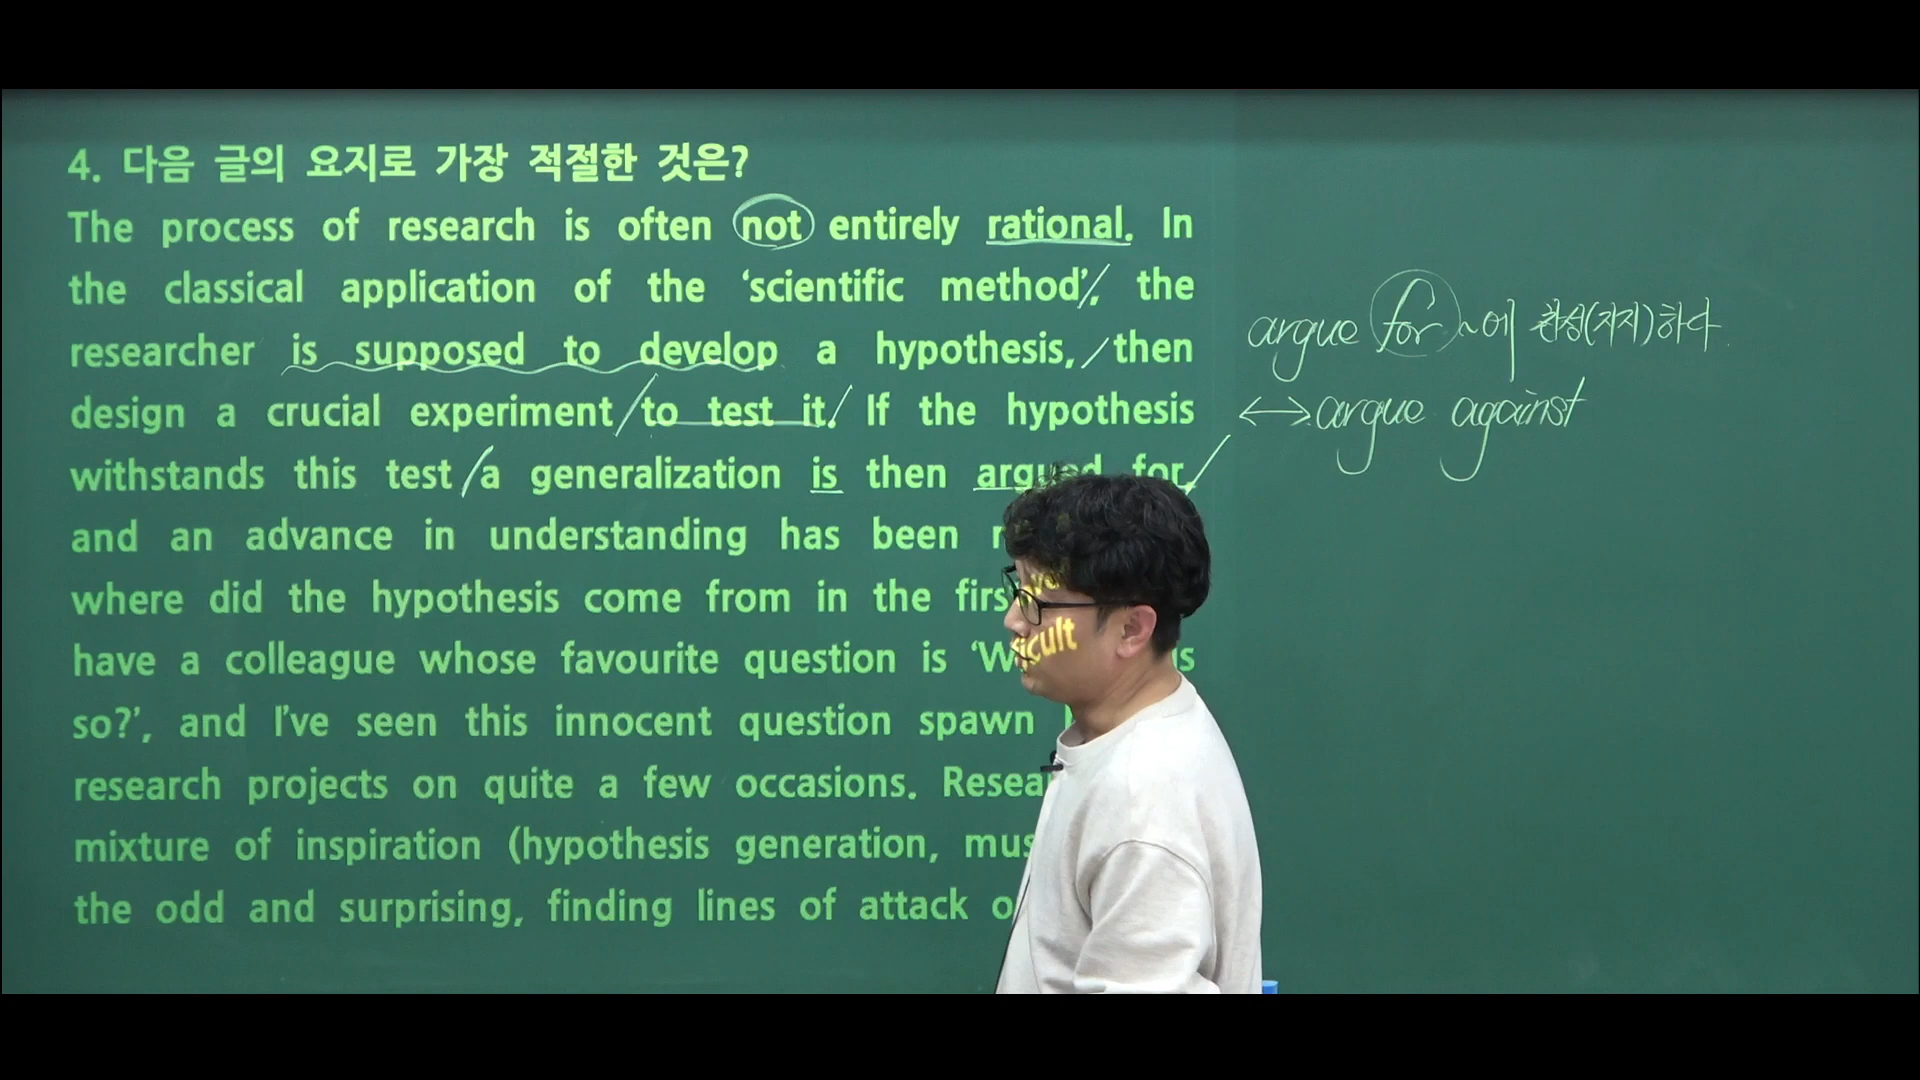 4. 다음 글의 요지로 가장 적절한 것은?
The process of research is often not entirely rational. In
the classical application of the ‘scientific method’, the
researcher is supposed to develop a hypothesis, then
design a crucial experiment to test it. If the hypothesis
withstands this test a generalization is then argued for
and an advance in understanding has been
where did the hypothesis come from in the
have a colleague whose favourite question is
so?’, and I’ve seen this innocent question spawn
research projects on quite a few occasions.
mixture of inspiration (hypothesis generation,
the odd and surprising, finding lines of attack
argue for ~에 찬성(지지)하다
↔ argue against